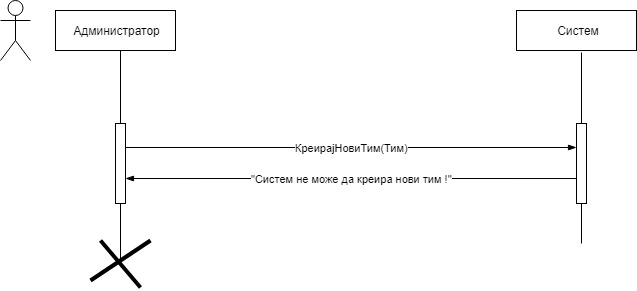 Администратор
Систем
КреирајНовиТим(Тим)
"Систем не може да креира нови тим !"